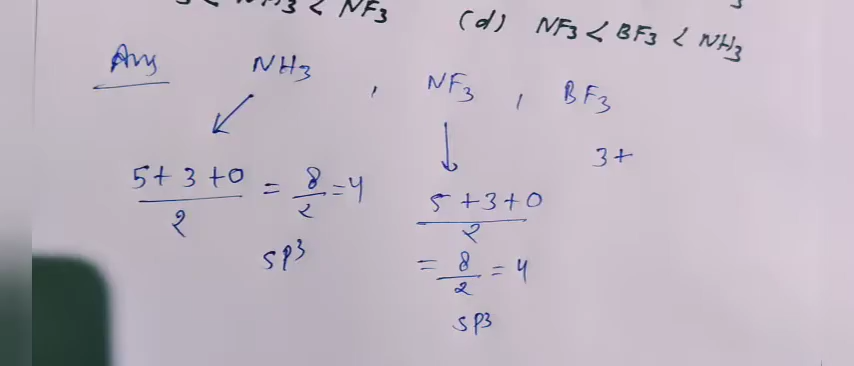 < NF3
(d) NF3 < BF3 < NH3
Ans NH3 , NF3 , BF3
3+
5+3+0/2 = 8/2 = 4
5+3+0/2
sp3
= 8/2 = 4
sp3